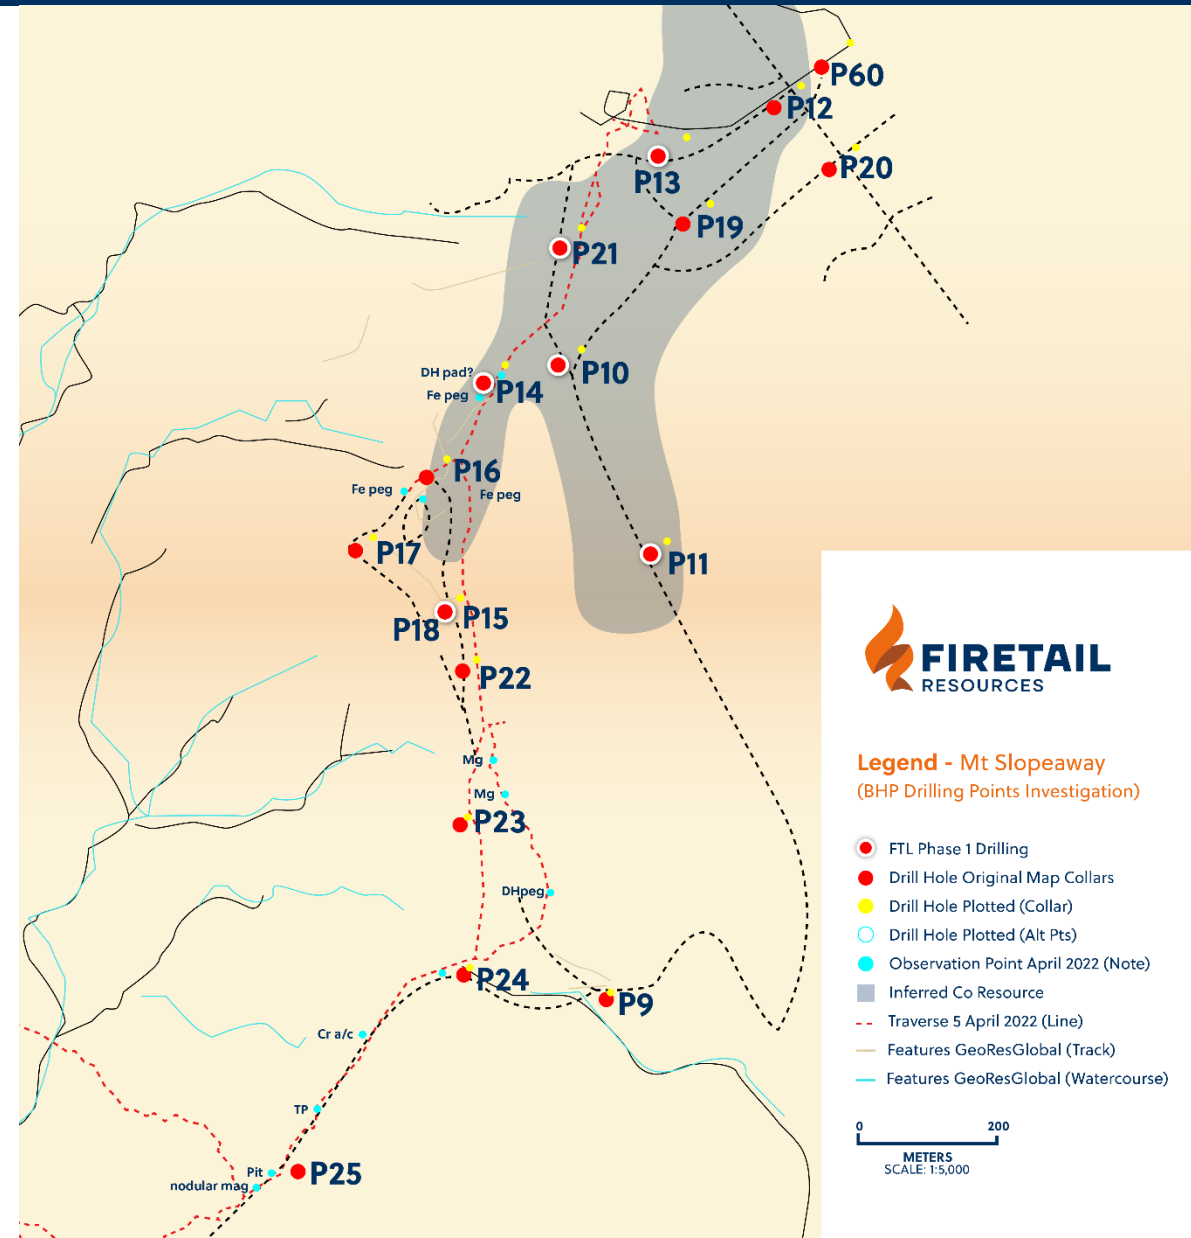 P60
P12
P20
P13
P19
P21
P10
DH pad?
P14
Fe peg
P16
Fe peg
Fe peg
P17
P11
P15
P18
P22
Mg
Mg
P23
DHpeg
P24
P9
Cr a/c
TP
Pit
P25
nodular mag
FIRETAIL
RESOURCES
Legend - Mt Slopeaway
(BHP Drilling Points Investigation)
FTL Phase 1 Drilling
Drill Hole Original Map Collars
Drill Hole Plotted (Collar)
Drill Hole Plotted (Alt Pts)
Observation Point April 2022 (Note)
Inferred Co Resource
Traverse 5 April 2022 (Line)
Features GeoResGlobal (Track)
Features GeoResGlobal (Watercourse)
0 200
METERS
SCALE: 1:5,000